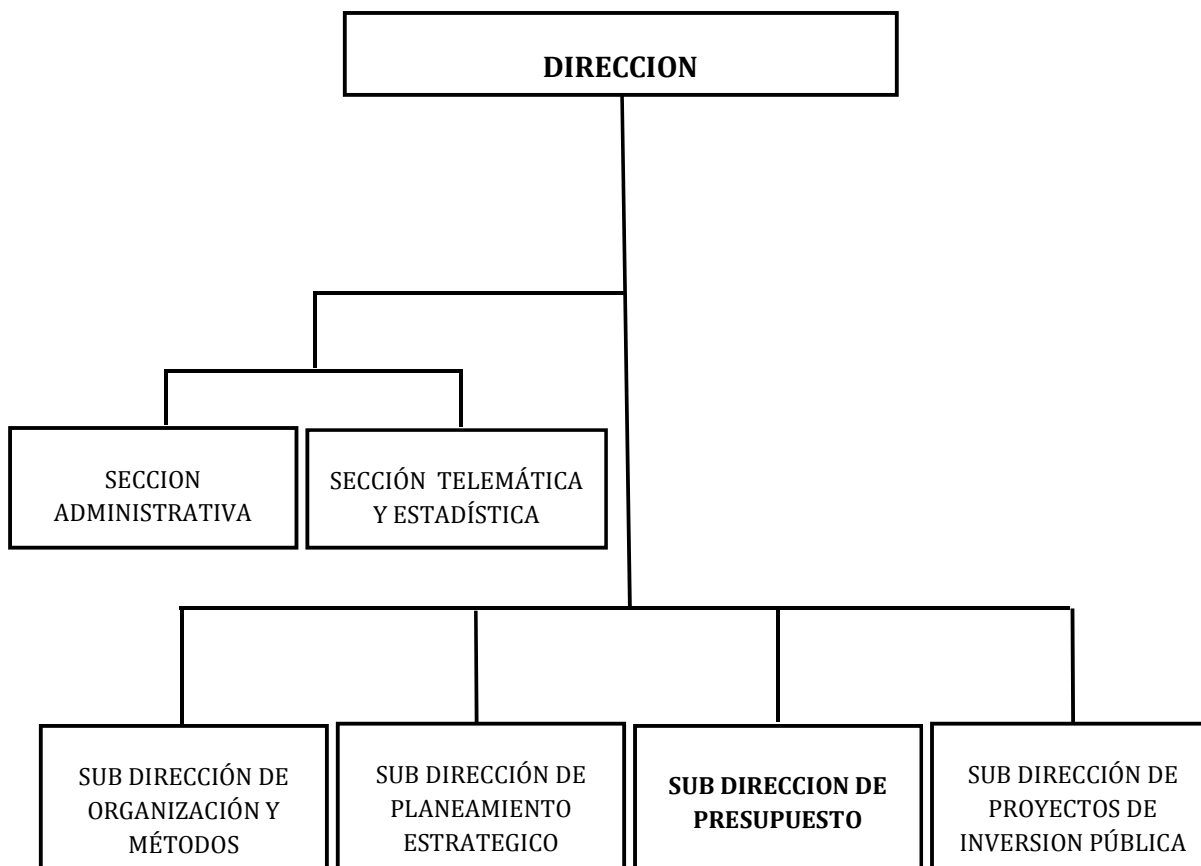 DIRECCION
SECCION
ADMINISTRATIVA
SECCIÓN TELEMÁTICA
Y ESTADÍSTICA
SUB DIRECCIÓN DE
ORGANIZACIÓN Y
MÉTODOS
SUB DIRECCIÓN DE
PLANEAMIENTO
ESTRATEGICO
SUB DIRECCION DE
PRESUPUESTO
SUB DIRECCIÓN DE
PROYECTOS DE
INVERSION PÚBLICA